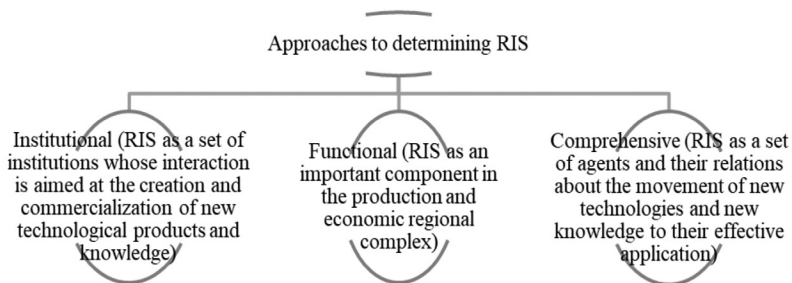 Approaches to determining RIS
Institutional (RIS as a set of
institutions whose interaction
is aimed at the creation and
commercialization of new
technological products and
knowledge)
Functional (RIS as an
important component in
the production and
economic regional
complex)
Comprehensive (RIS as a set
of agents and their relations
about the movement of new
technologies and new
knowledge to their effective
application)